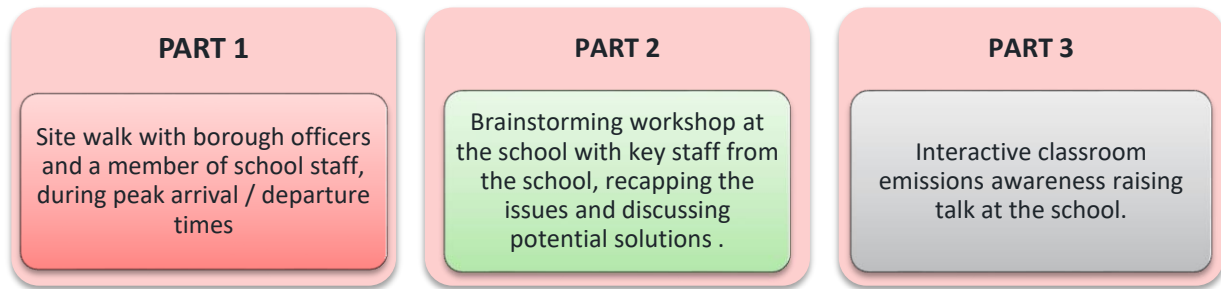 PART 1
Site walk with borough officers
and a member of school staff,
during peak arrival / departure
times
PART 2
Brainstorming workshop at
the school with key staff from
the school, recapping the
issues and discussing
potential solutions .
PART 3
Interactive classroom
emissions awareness raising
talk at the school.